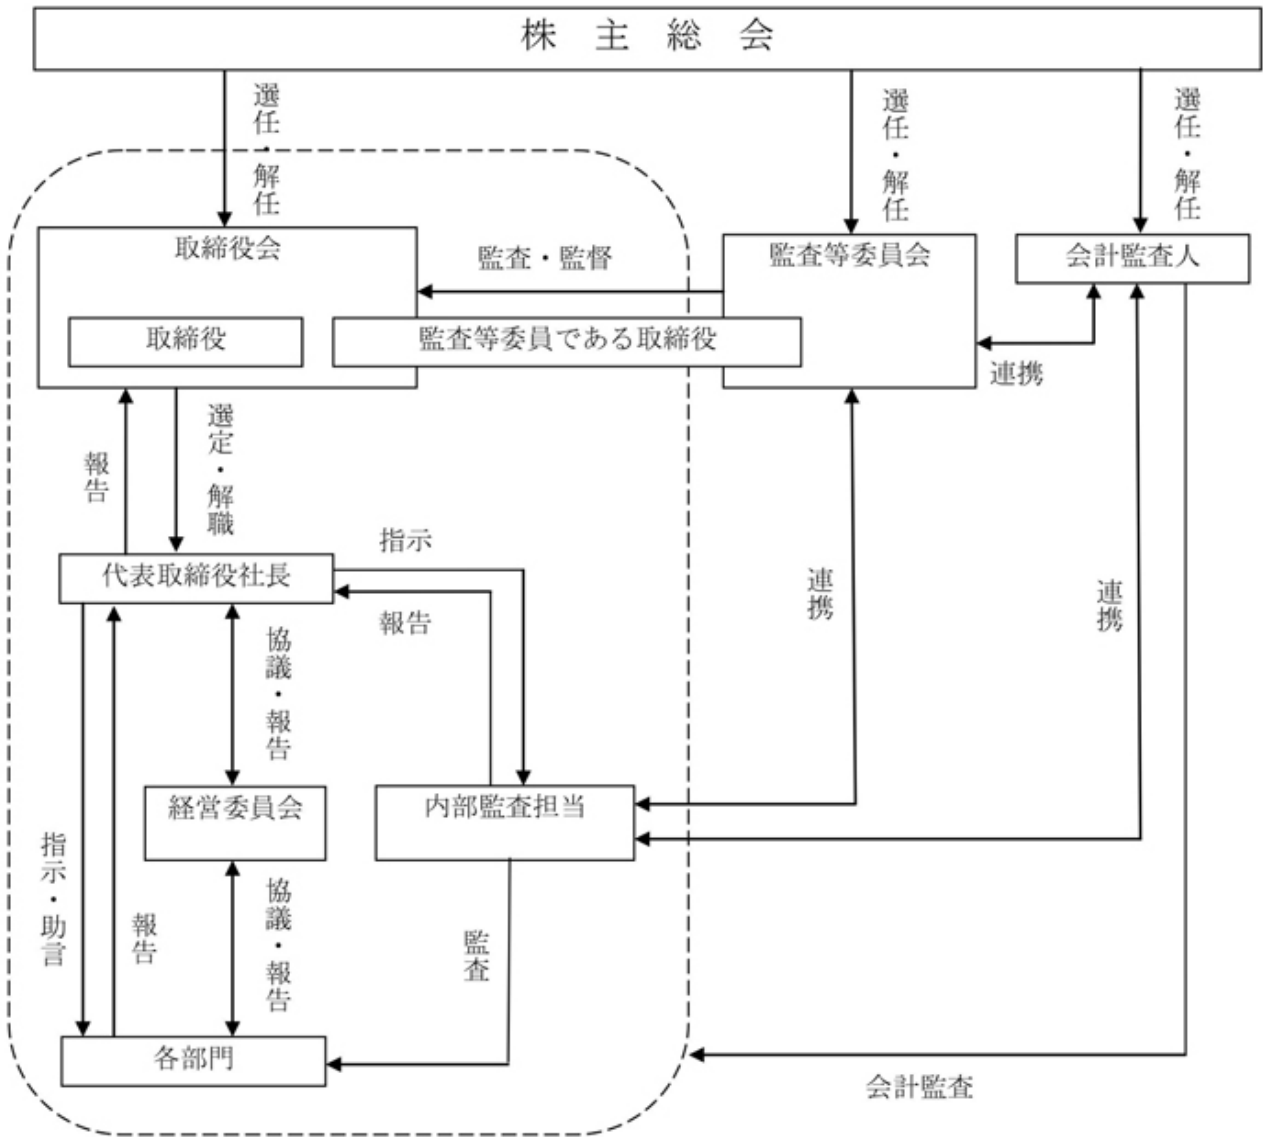 株主総会
選任・解任
選任・解任
選任・解任
取締役会
監査・監督
監査等委員会
会計監査人
取締役
監査等委員である取締役
連携
報告
選定・解職
指示
代表取締役社長
報告
連携
連携
協議・報告
経営委員会
内部監査担当
指示・助言
報告
協議・報告
監査
各部門
会計監査